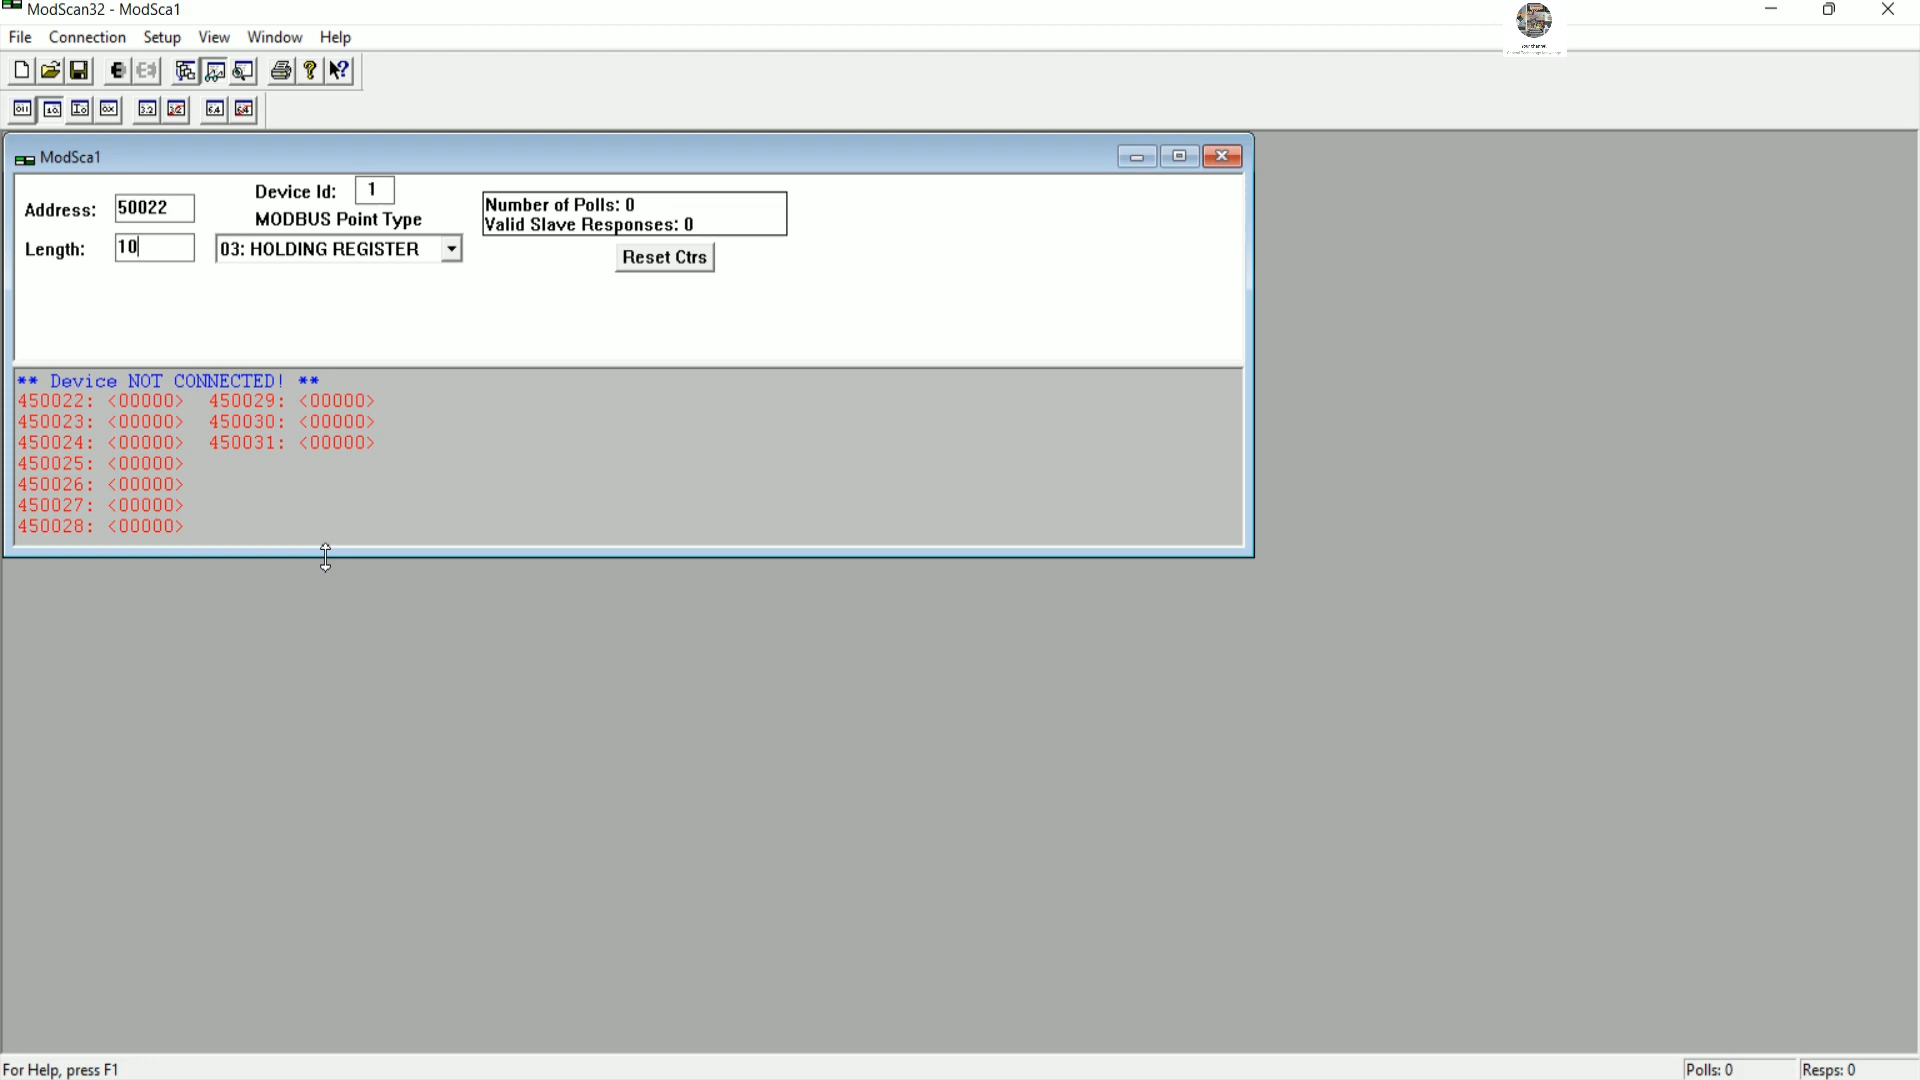 ModScan32 - ModSca1
File Connection Setup View Window Help
Your channel
ModSca1
Address: 50022
Device Id: 1
MODBUS Point Type
Length: 10
03: HOLDING REGISTER
Number of Polls: 0
Valid Slave Responses: 0
Reset Ctrs
** Device NOT CONNECTED! **
450022: <00000> 450029: <00000>
450023: <00000> 450030: <00000>
450024: <00000> 450031: <00000>
450025: <00000>
450026: <00000>
450027: <00000>
450028: <00000>
For Help, press F1
Polls: 0
Resps: 0